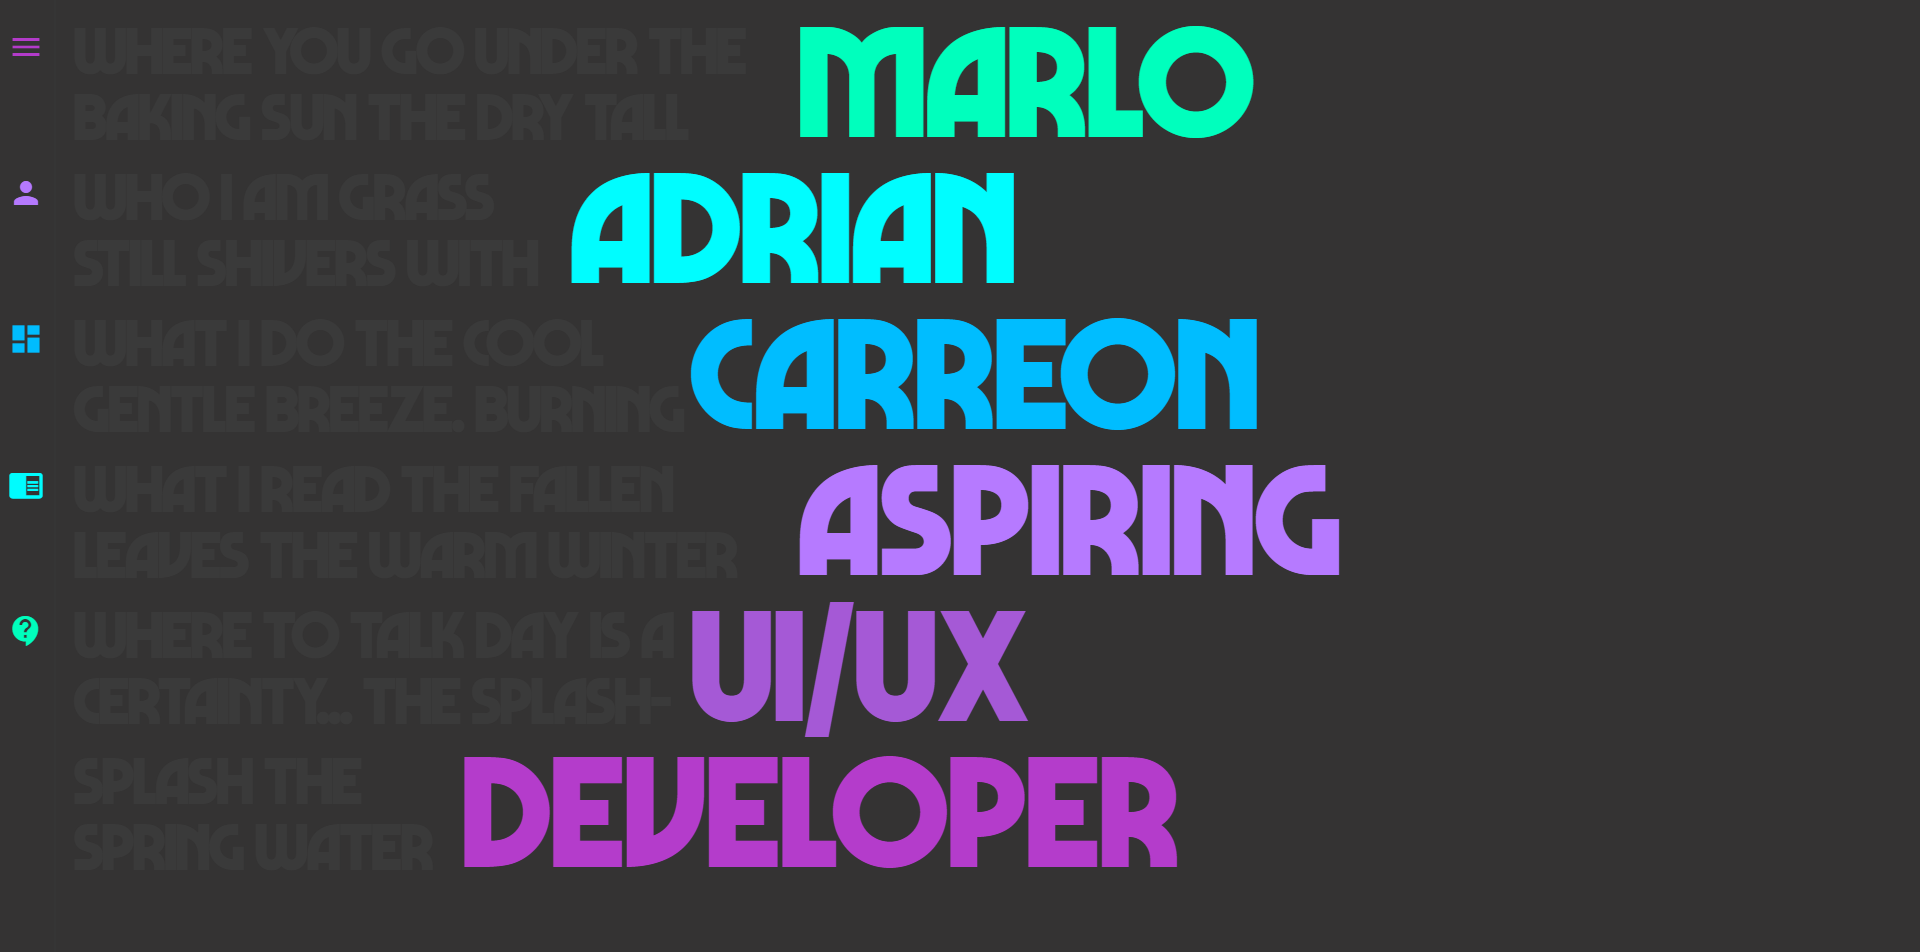 WHERE YOU GO UNDER THE
BAKING SUN THE DRY TALL
MARLO
WHO I AM GRASS
STILL SHIVERS WITH
ADRIAN
WHAT I DO THE COOL
GENTLE BREEZE. BURNING
CARREON
WHAT I READ THE FALLEN
LEAVES THE WARM WINTER
ASPIRING
WHERE TO TALK DAY IS A
CERTAINTY... THE SPLASH-
UI/UX
SPLASH THE
SPRING WATER
DEVELOPER